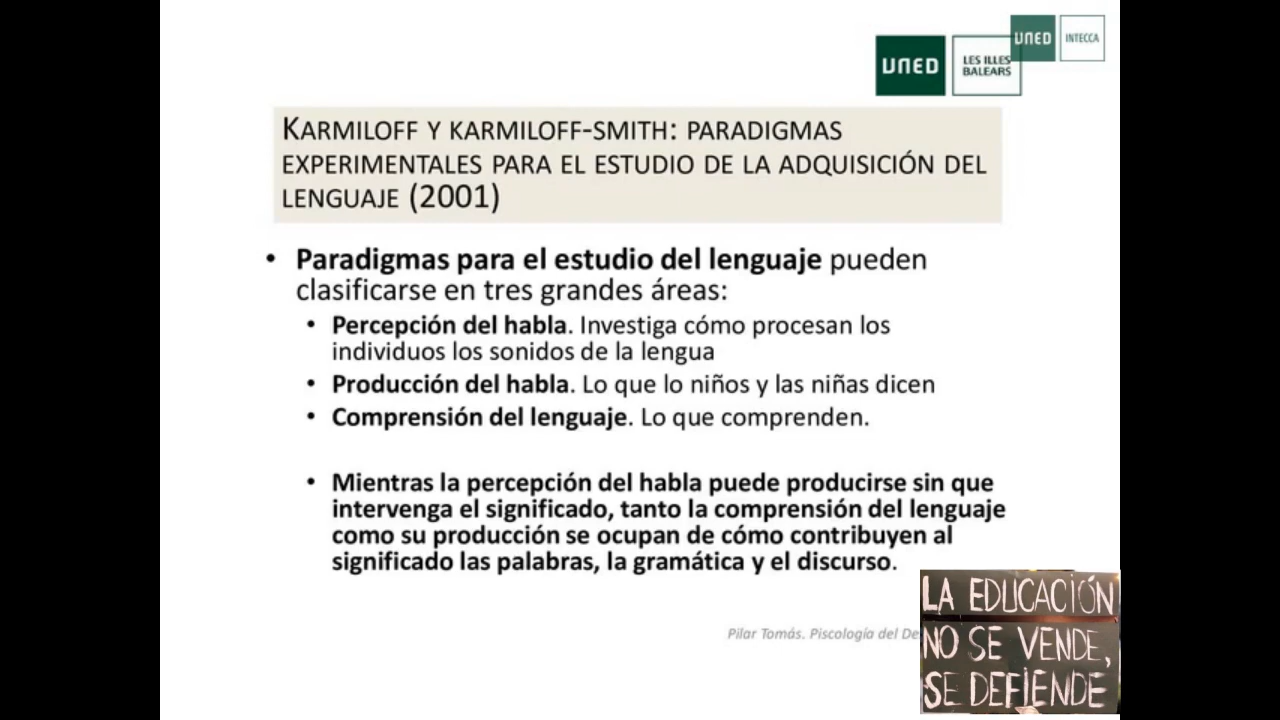 UNED
INTECCA
UNED
LES ILLES
BALEARS
KARMILOFF Y KARMILOFF-SMITH: PARADIGMAS
EXPERIMENTALES PARA EL ESTUDIO DE LA ADQUISICIÓN DEL
LENGUAJE (2001)
• Paradigmas para el estudio del lenguaje pueden
clasificarse en tres grandes áreas:
• Percepción del habla. Investiga cómo procesan los
individuos los sonidos de la lengua
• Producción del habla. Lo que lo niños y las niñas dicen
• Comprensión del lenguaje. Lo que comprenden.
• Mientras la percepción del habla puede producirse sin que
intervenga el significado, tanto la comprensión del lenguaje
como su producción se ocupan de cómo contribuyen al
significado las palabras, la gramática y el discurso.
Pilar Tomás. Piscología del De
LA EDUCACIÓN
NO SE VENDE,
SE DEFIENDE